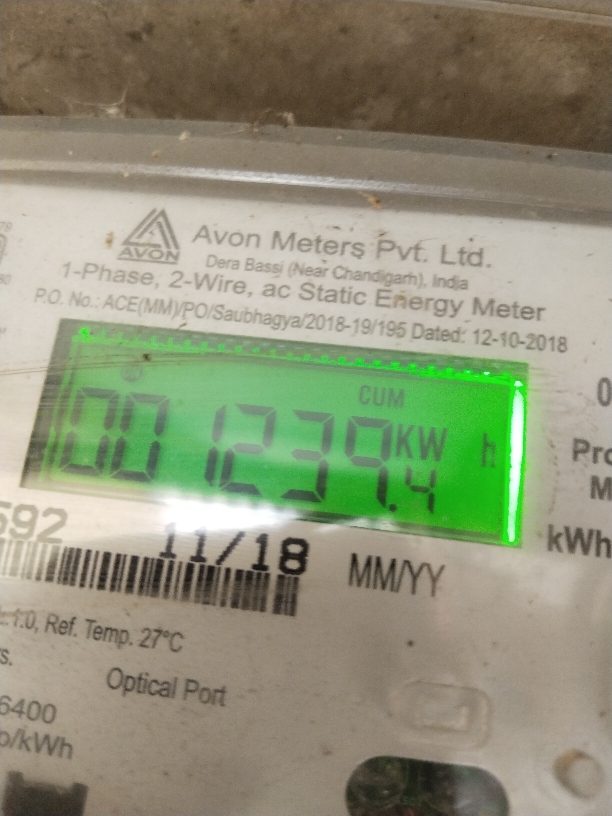 AVON
Avon Meters Pvt. Ltd.
Dera Bassi (Near Chandigarh), India
1-Phase, 2-Wire, ac Static Energy Meter
P.O. No.: ACE(MM)/PO/Saubhagya/2018-19/195 Dated: 12-10-2018
CUM
001239.4 KW h
592 11/18 MM/YY
kWh
1.0, Ref. Temp. 27°C
Optical Port
6400
p/kWh